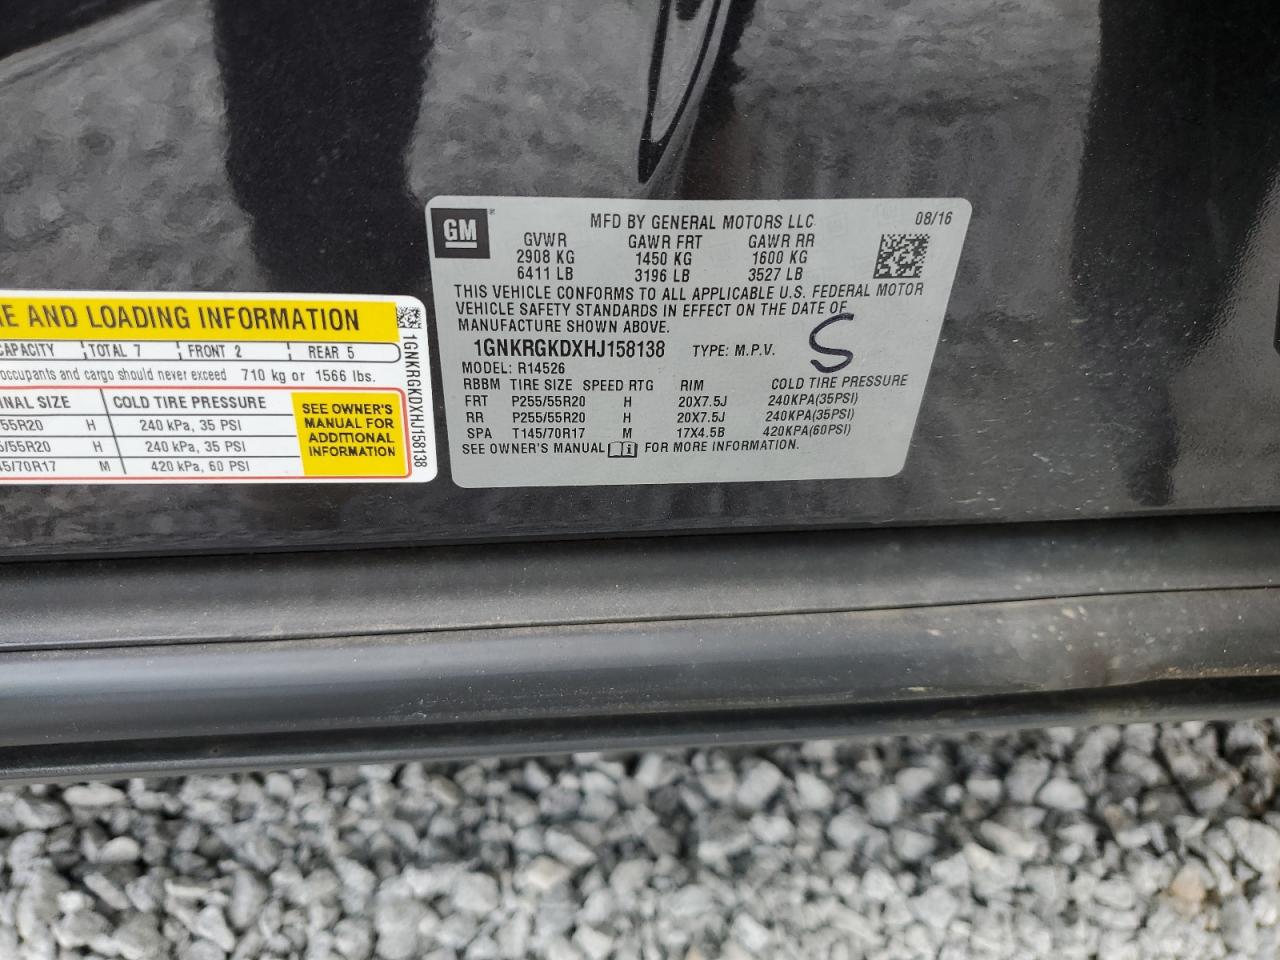 E AND LOADING INFORMATION
CAPACITY TOTAL 7 FRONT 2 REAR 5
occupants and cargo should never exceed 710 kg or 1566 lbs.
NAL SIZE COLD TIRE PRESSURE
55R20 H 240 kPa, 35 PSI
/55R20 H 240 kPa, 35 PSI
5/70R17 M 420 kPa, 60 PSI
SEE OWNER'S
MANUAL FOR
ADDITIONAL
INFORMATION
1GNKRGKDXHJ158138
GM
MFD BY GENERAL MOTORS LLC 08/16
GVWR GAWR FRT GAWR RR
2908 KG 1450 KG 1600 KG
6411 LB 3196 LB 3527 LB
THIS VEHICLE CONFORMS TO ALL APPLICABLE U.S. FEDERAL MOTOR
VEHICLE SAFETY STANDARDS IN EFFECT ON THE DATE OF
MANUFACTURE SHOWN ABOVE.
1GNKRGKDXHJ158138 TYPE: M.P.V.
S
MODEL: R14526
RBBM TIRE SIZE SPEED RTG RIM COLD TIRE PRESSURE
FRT P255/55R20 H 20X7.5J 240KPA(35PSI)
RR P255/55R20 H 20X7.5J 240KPA(35PSI)
SPA T145/70R17 M 17X4.5B 420KPA(60PSI)
SEE OWNER'S MANUAL FOR MORE INFORMATION.